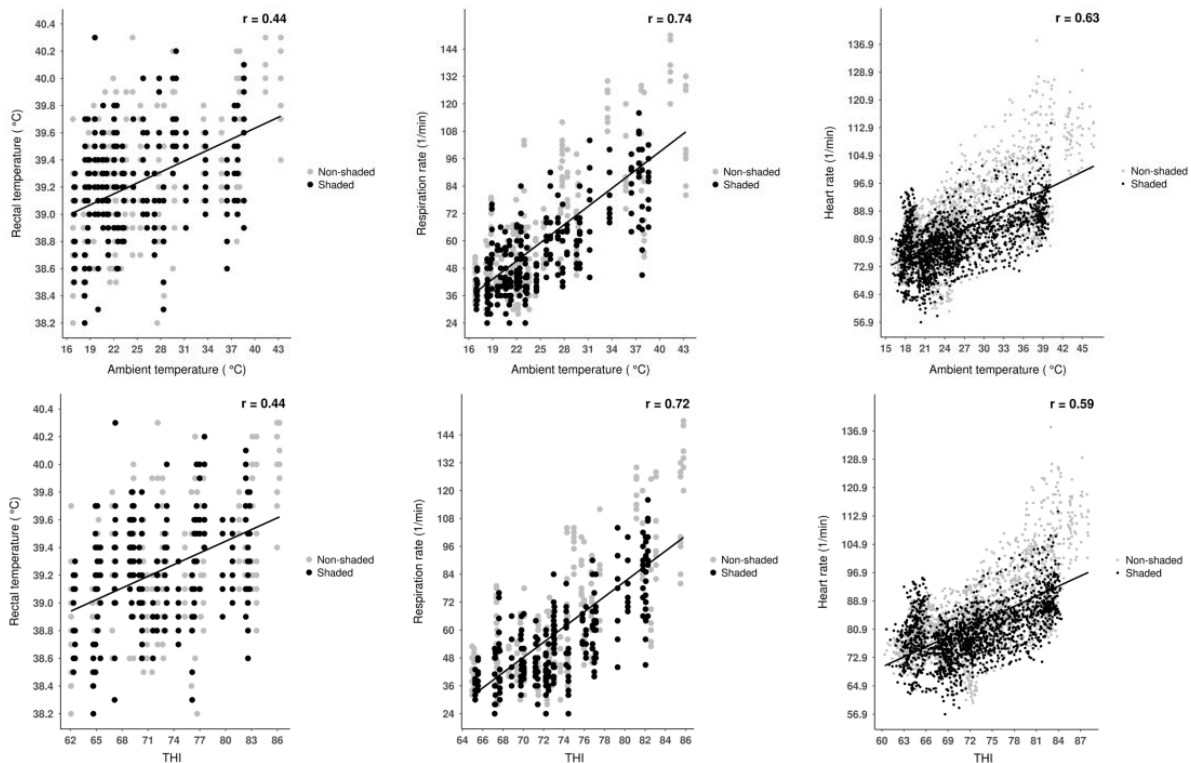 r = 0.44
40.4
40.2
40.0
39.8
39.6
39.4
39.2
39.0
38.8
38.6
38.4
38.2
Rectal temperature ( °C)
Non-shaded
Shaded
16 19 22 25 28 31 34 37 40 43
Ambient temperature ( °C)
r = 0.74
144
132
120
108
96
84
72
60
48
36
24
Respiration rate (1/min)
Non-shaded
Shaded
16 19 22 25 28 31 34 37 40 43
Ambient temperature ( °C)
r = 0.63
136.9
128.9
120.9
112.9
104.9
96.9
88.9
80.9
72.9
64.9
56.9
Heart rate (1/min)
Non-shaded
Shaded
15 18 21 24 27 30 33 36 39 42 45
Ambient temperature ( °C)
r = 0.44
40.4
40.2
40.0
39.8
39.6
39.4
39.2
39.0
38.8
38.6
38.4
38.2
Rectal temperature ( °C)
Non-shaded
Shaded
62 65 68 71 74 77 80 83 86
THI
r = 0.72
144
132
120
108
96
84
72
60
48
36
24
Respiration rate (1/min)
Non-shaded
Shaded
64 66 68 70 72 74 76 78 80 82 84 86
THI
r = 0.59
136.9
128.9
120.9
112.9
104.9
96.9
88.9
80.9
72.9
64.9
56.9
Heart rate (1/min)
Non-shaded
Shaded
60 63 66 69 72 75 78 81 84 87
THI